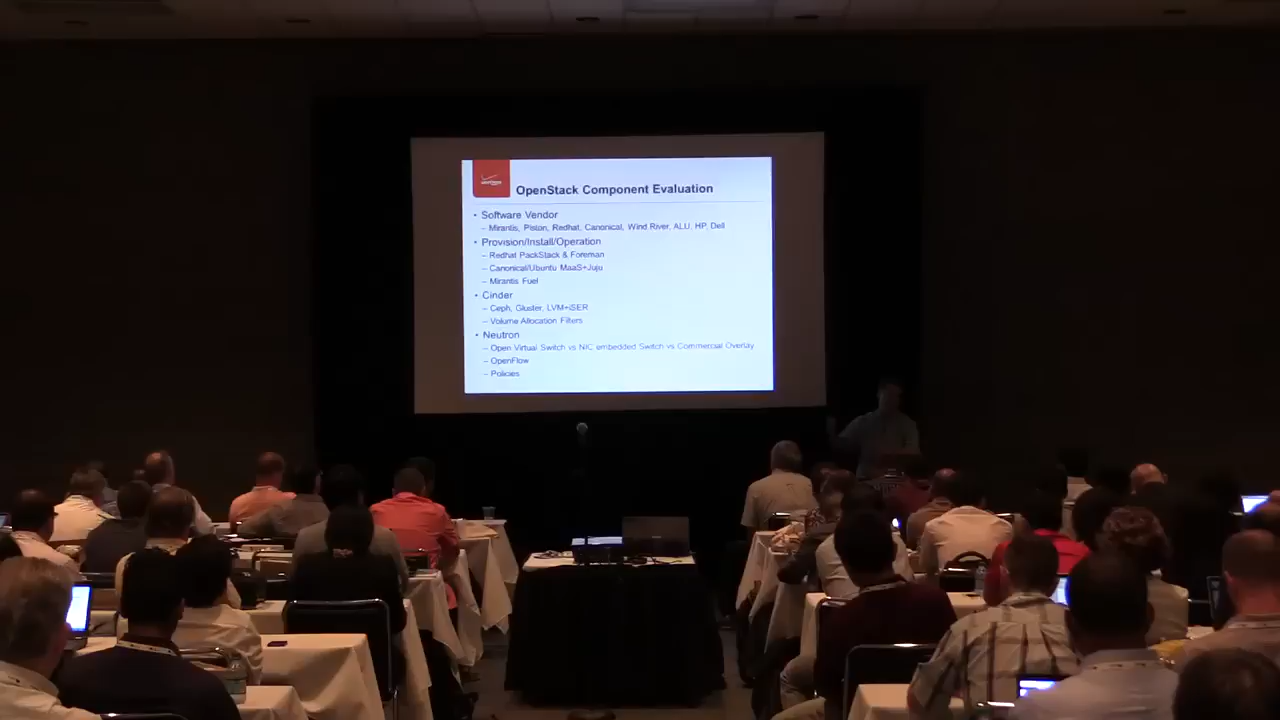 OpenStack Component Evaluation
• Software Vendor
– Mirantis, Piston, Redhat, Canonical, Wind River, ALU, HP, Dell
• Provision/Install/Operation
– Redhat PackStack & Foreman
– Canonical/Ubuntu MaaS+Juju
– Mirantis Fuel
• Cinder
– Ceph, Gluster, LVM+iSER
– Volume Allocation Filters
• Neutron
– Open Virtual Switch vs NIC embedded Switch vs Commercial Overlay
– OpenFlow
– Policies